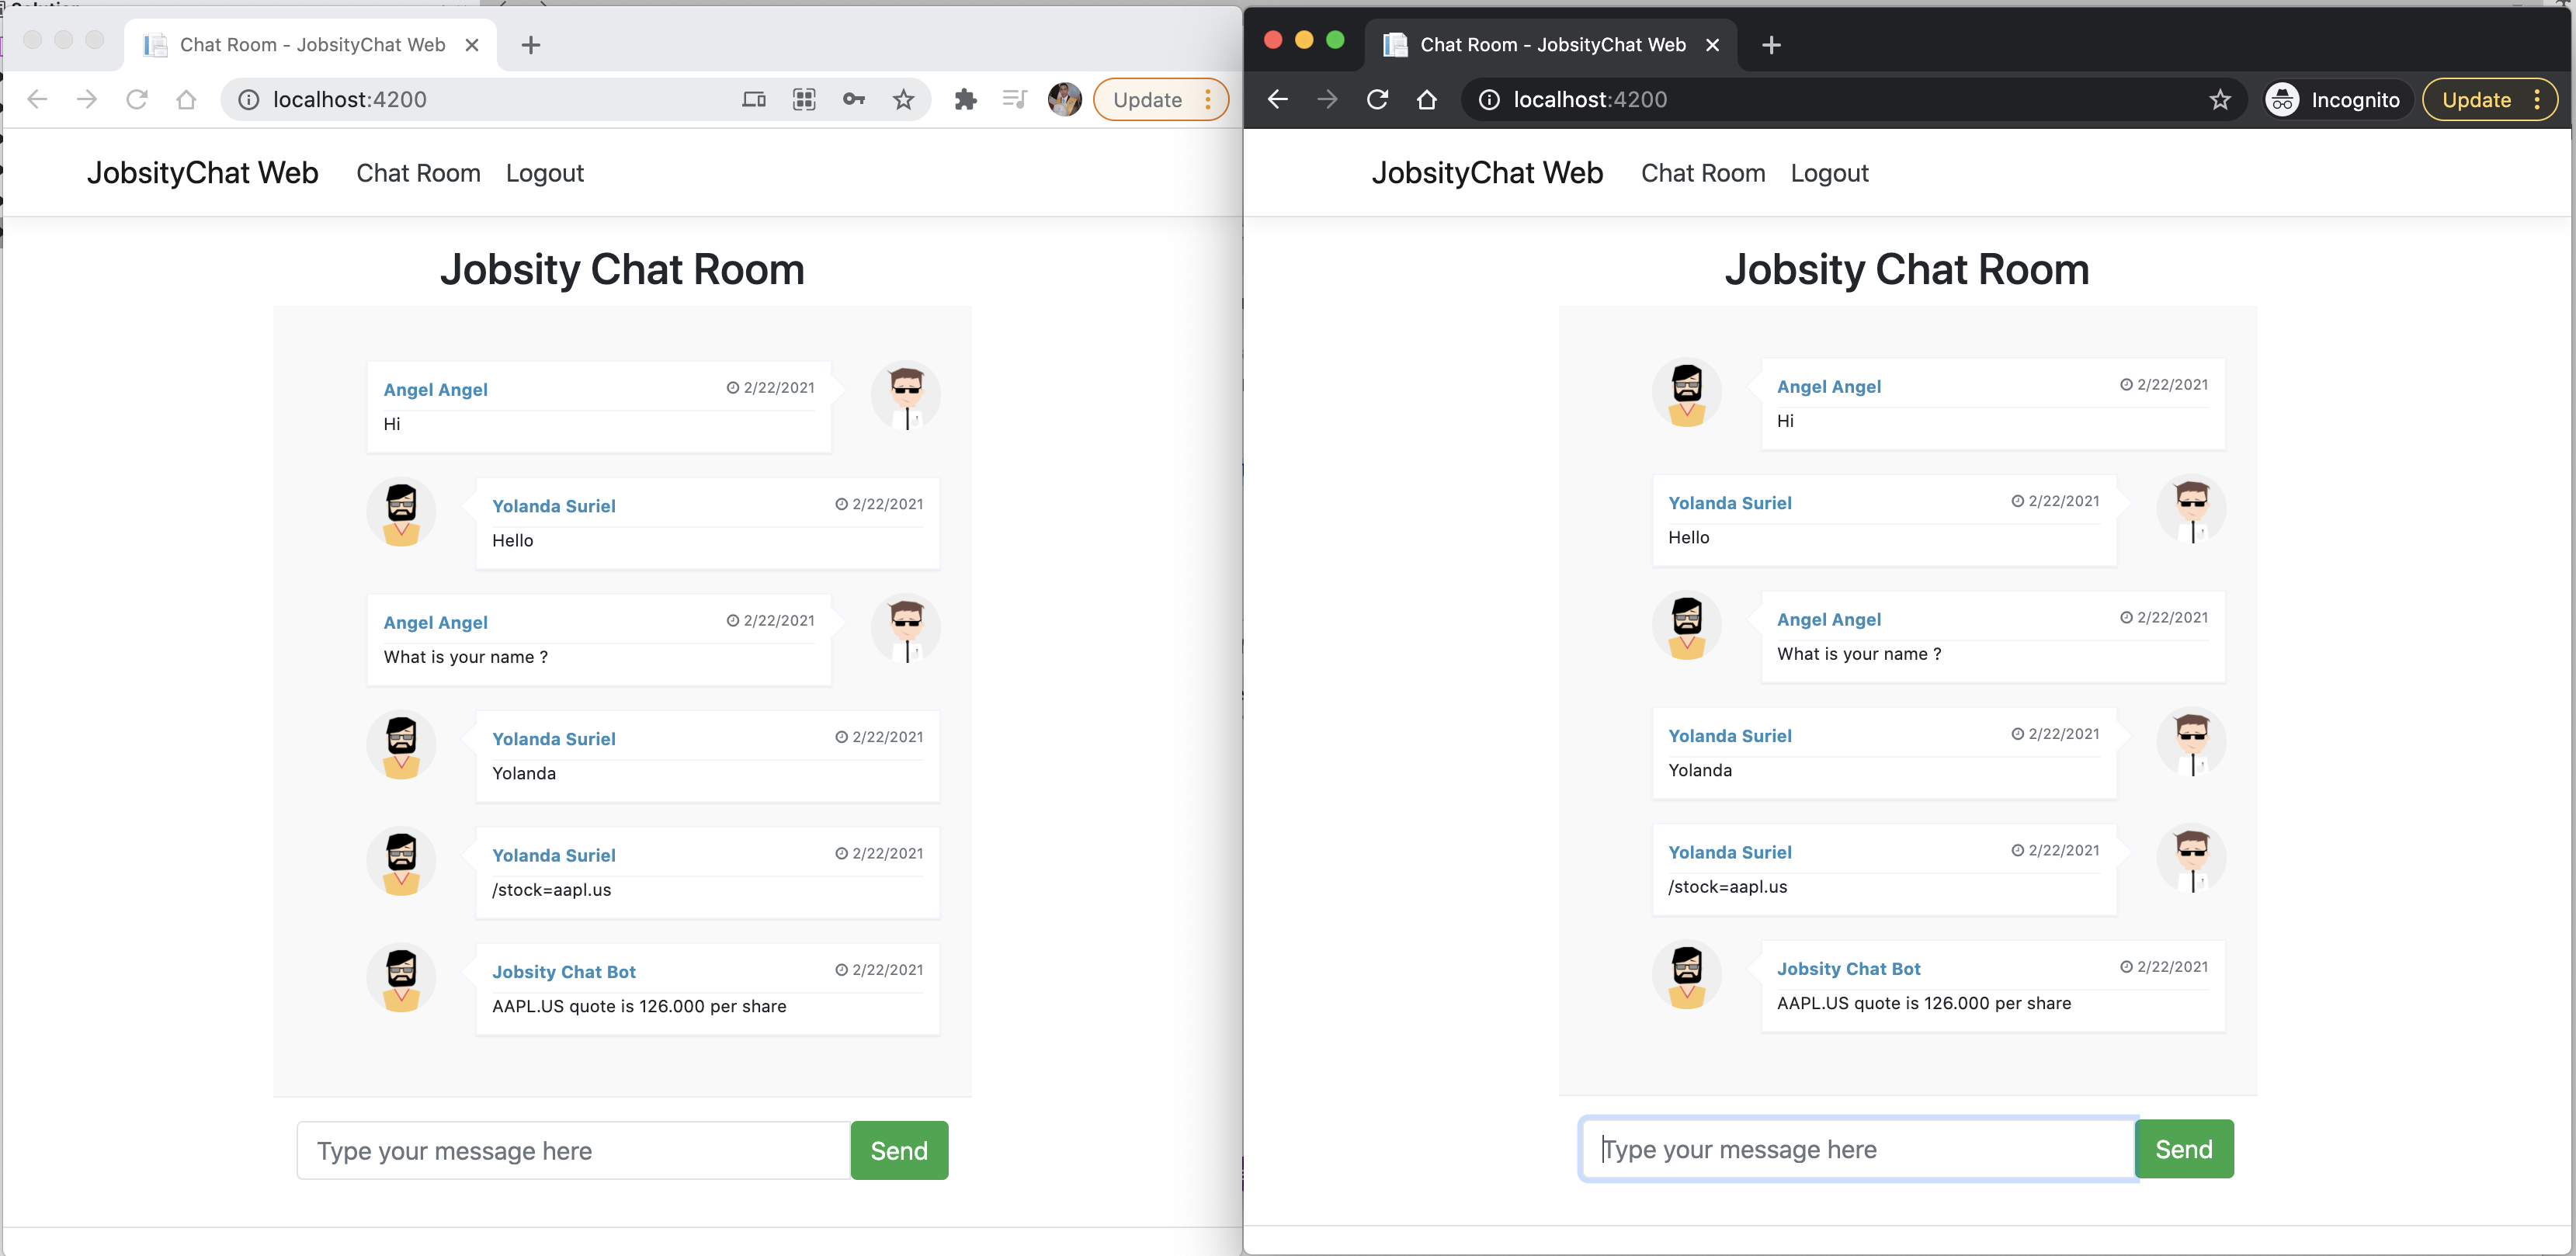 Chat Room - JobsityChat Web
localhost:4200
Update
JobsityChat Web
Chat Room
Logout
Jobsity Chat Room
Angel Angel
2/22/2021
Hi
Yolanda Suriel
2/22/2021
Hello
Angel Angel
2/22/2021
What is your name ?
Yolanda Suriel
2/22/2021
Yolanda
Yolanda Suriel
2/22/2021
/stock=aapl.us
Jobsity Chat Bot
2/22/2021
AAPL.US quote is 126.000 per share
Type your message here
Send
Chat Room - JobsityChat Web
localhost:4200
Incognito
Update
JobsityChat Web
Chat Room
Logout
Jobsity Chat Room
Angel Angel
2/22/2021
Hi
Yolanda Suriel
2/22/2021
Hello
Angel Angel
2/22/2021
What is your name ?
Yolanda Suriel
2/22/2021
Yolanda
Yolanda Suriel
2/22/2021
/stock=aapl.us
Jobsity Chat Bot
2/22/2021
AAPL.US quote is 126.000 per share
Type your message here
Send